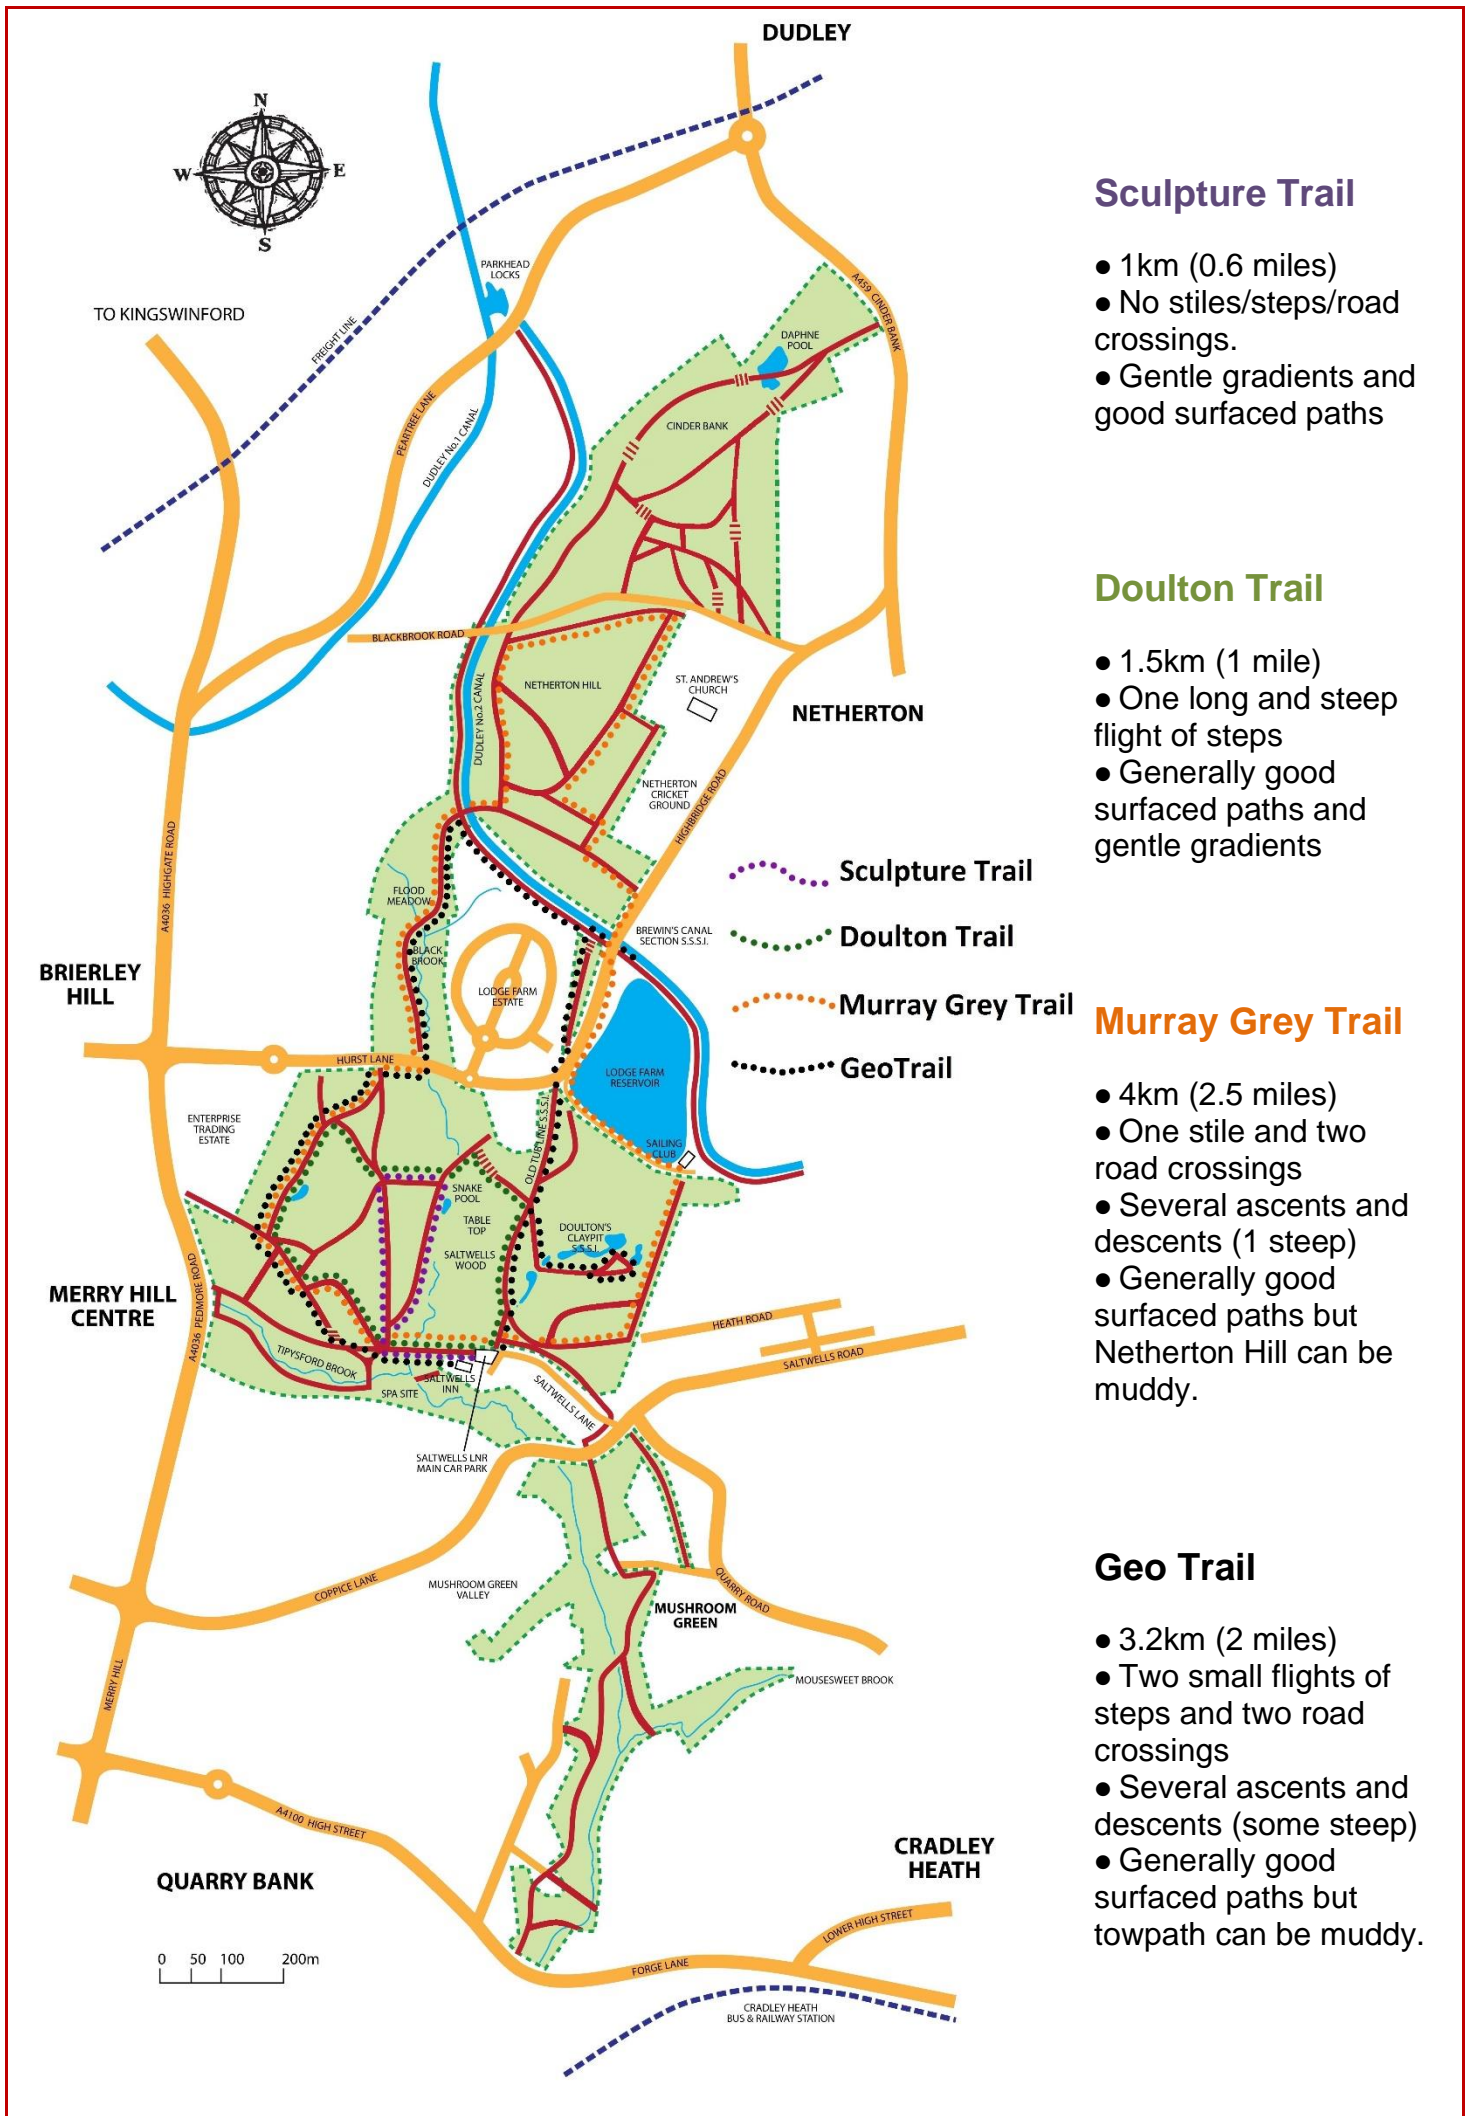 DUDLEY
N
W
E
S
PARKHEAD
LOCKS
TO KINGSWINFORD
FREIGHT LINE
A459 CINDER BANK
DAPHNE
POOL
PEARTREE LANE
DUDLEY No.1 CANAL
CINDER BANK
BLACKBROOK ROAD
NETHERTON HILL
ST. ANDREW'S
CHURCH
NETHERTON
DUDLEY No.2 CANAL
NETHERTON
CRICKET
GROUND
HIGHBRIDGE ROAD
A4036 HIGHGATE ROAD
FLOOD
MEADOW
BLACK
BROOK
BREWIN'S CANAL
SECTION S.S.S.I.
LODGE FARM
ESTATE
BRIERLEY
HILL
HURST LANE
LODGE FARM
RESERVOIR
ENTERPRISE
TRADING
ESTATE
OLD TUB LINE S.S.S.I.
SAILING
CLUB
SNAKE
POOL
TABLE
TOP
SALTWELLS
WOOD
DOULTON'S
CLAYPIT
S.S.S.I.
MERRY HILL
CENTRE
A4036 PEDMORE ROAD
HEATH ROAD
SALTWELLS ROAD
TIPYSFORD BROOK
SPA SITE
SALTWELLS
INN
SALTWELLS LANE
SALTWELLS LNR
MAIN CAR PARK
COPPICE LANE
MUSHROOM GREEN
VALLEY
QUARRY ROAD
MUSHROOM
GREEN
MOUSESWEET BROOK
MERRY HILL
A4100 HIGH STREET
QUARRY BANK
CRADLEY
HEATH
LOWER HIGH STREET
FORGE LANE
CRADLEY HEATH
BUS & RAILWAY STATION
0 50 100 200m
Sculpture Trail
Doulton Trail
Murray Grey Trail
GeoTrail
Sculpture Trail
● 1km (0.6 miles)
● No stiles/steps/road
crossings.
● Gentle gradients and
good surfaced paths
Doulton Trail
● 1.5km (1 mile)
● One long and steep
flight of steps
● Generally good
surfaced paths and
gentle gradients
Murray Grey Trail
● 4km (2.5 miles)
● One stile and two
road crossings
● Several ascents and
descents (1 steep)
● Generally good
surfaced paths but
Netherton Hill can be
muddy.
Geo Trail
● 3.2km (2 miles)
● Two small flights of
steps and two road
crossings
● Several ascents and
descents (some steep)
● Generally good
surfaced paths but
towpath can be muddy.